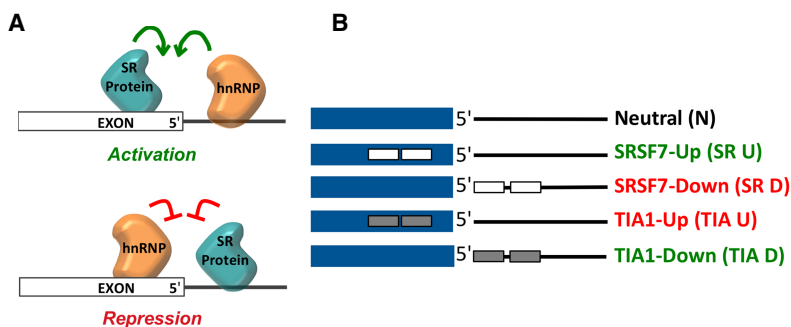 A
SR
Protein
hnRNP
EXON 5'
Activation
hnRNP
SR
Protein
EXON 5'
Repression
B
5' Neutral (N)
5' SRSF7-Up (SR U)
5' SRSF7-Down (SR D)
5' TIA1-Up (TIA U)
5' TIA1-Down (TIA D)